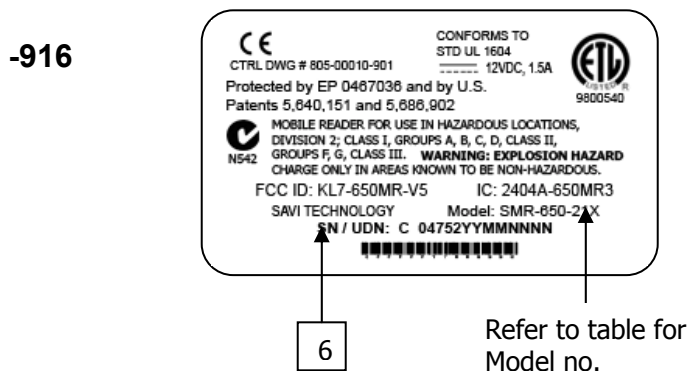 -916
CE
CONFORMS TO
STD UL 1604
CTRL DWG # 805-00010-901
12VDC, 1.5A
ETL
LISTED R
9800540
Protected by EP 0467036 and by U.S.
Patents 5,640,151 and 5,686,902
N542
MOBILE READER FOR USE IN HAZARDOUS LOCATIONS,
DIVISION 2; CLASS I, GROUPS A, B, C, D, CLASS II,
GROUPS F, G, CLASS III. WARNING: EXPLOSION HAZARD
CHARGE ONLY IN AREAS KNOWN TO BE NON-HAZARDOUS.
FCC ID: KL7-650MR-V5 IC: 2404A-650MR3
SAVI TECHNOLOGY Model: SMR-650-21X
SN / UDN: C 04752YYMMNNNN
6
Refer to table for
Model no.